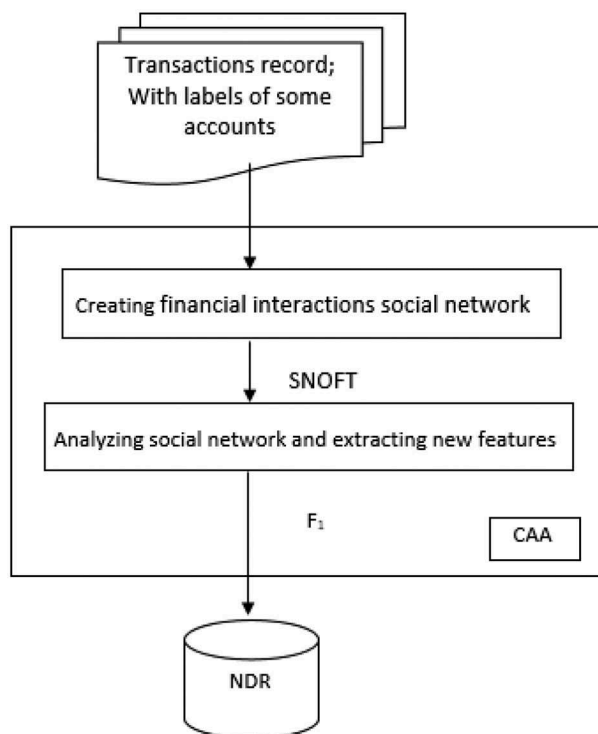 Transactions record;
With labels of some
accounts
Creating financial interactions social network
SNOFT
Analyzing social network and extracting new features
F₁
CAA
NDR